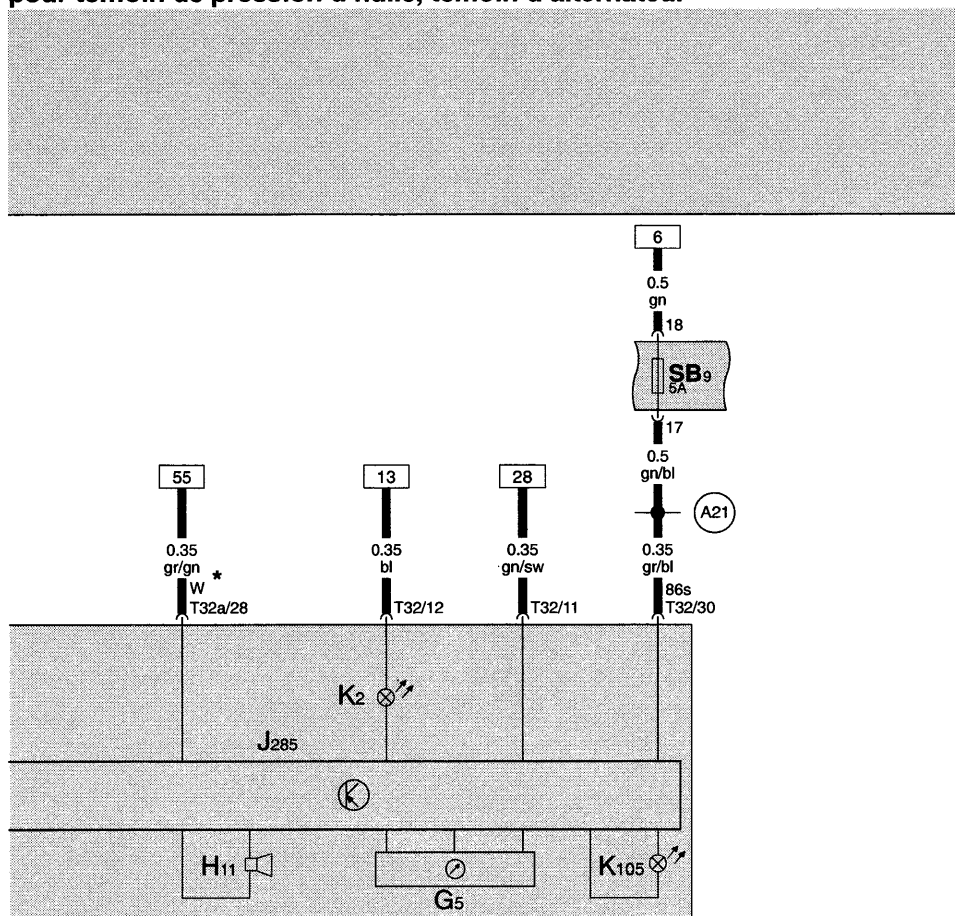 pour témoin de pression d'huile, témoin d'alternateur
6
0.5
gn
18
SB9
5A
17
0.5
gn/bl
A21
55
13
28
0.35
gr/gn
W *
T32a/28
0.35
bl
T32/12
0.35
gn/sw
T32/11
0.35
gr/bl
86s
T32/30
K2
J285
H11
G5
K105